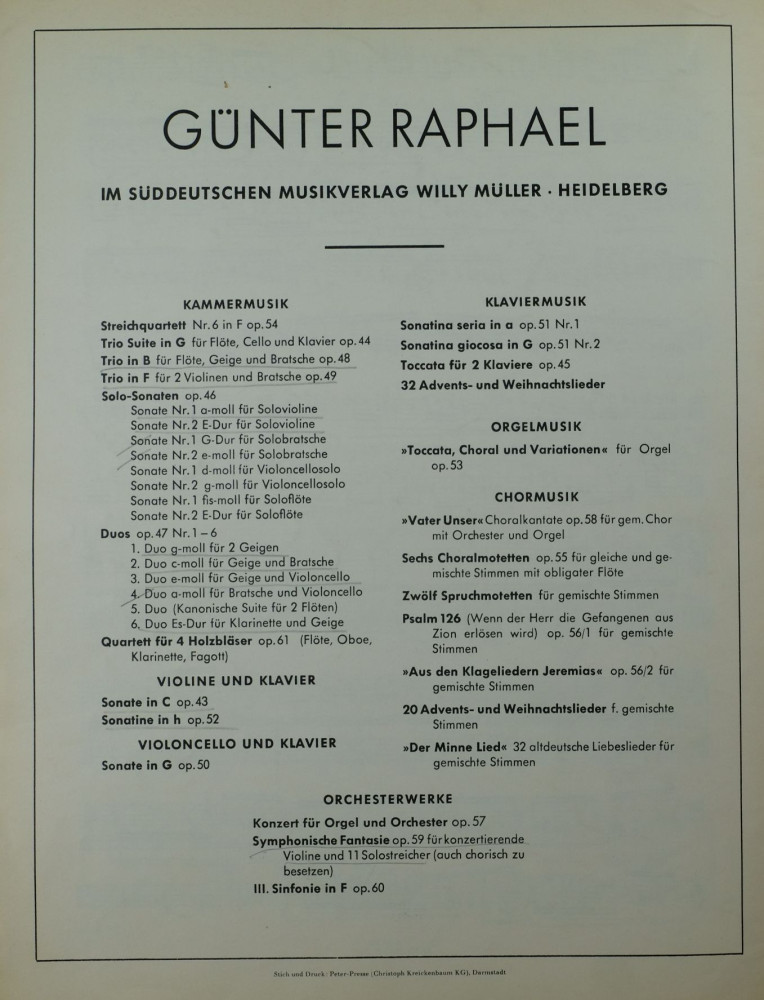 GÜNTER RAPHAEL
IM SÜDDEUTSCHEN MUSIKVERLAG WILLY MÜLLER · HEIDELBERG
KAMMERMUSIK
Streichquartett Nr. 6 in F op. 54
Trio Suite in G für Flöte, Cello und Klavier op. 44
Trio in B für Flöte, Geige und Bratsche op. 48
Trio in F für 2 Violinen und Bratsche op. 49
Solo-Sonaten op. 46
Sonate Nr. 1 a-moll für Solovioline
Sonate Nr. 2 E-Dur für Solovioline
Sonate Nr. 1 G-Dur für Solobratsche
Sonate Nr. 2 e-moll für Solobratsche
Sonate Nr. 1 d-moll für Violoncellosolo
Sonate Nr. 2 g-moll für Violoncellosolo
Sonate Nr. 1 fis-moll für Soloflöte
Sonate Nr. 2 E-Dur für Soloflöte
Duos op. 47 Nr. 1 – 6
1. Duo g-moll für 2 Geigen
2. Duo c-moll für Geige und Bratsche
3. Duo e-moll für Geige und Violoncello
4. Duo a-moll für Bratsche und Violoncello
5. Duo (Kanonische Suite für 2 Flöten)
6. Duo Es-Dur für Klarinette und Geige
Quartett für 4 Holzbläser op. 61 (Flöte, Oboe,
Klarinette, Fagott)
VIOLINE UND KLAVIER
Sonate in C op. 43
Sonatine in h op. 52
VIOLONCELLO UND KLAVIER
Sonate in G op. 50
KLAVIERMUSIK
Sonatina seria in a op. 51 Nr. 1
Sonatina giocosa in G op. 51 Nr. 2
Toccata für 2 Klaviere op. 45
32 Advents- und Weihnachtslieder
ORGELMUSIK
»Toccata, Choral und Variationen« für Orgel
op. 53
CHORMUSIK
»Vater Unser« Choralkantate op. 58 für gem. Chor
mit Orchester und Orgel
Sechs Choralmotetten op. 55 für gleiche und ge-
mischte Stimmen mit obligater Flöte
Zwölf Spruchmotetten für gemischte Stimmen
Psalm 126 (Wenn der Herr die Gefangenen aus
Zion erlösen wird) op. 56/1 für gemischte
Stimmen
»Aus den Klageliedern Jeremias« op. 56/2 für
gemischte Stimmen
20 Advents- und Weihnachtslieder f. gemischte
Stimmen
»Der Minne Lied« 32 altdeutsche Liebeslieder für
gemischte Stimmen
ORCHESTERWERKE
Konzert für Orgel und Orchester op. 57
Symphonische Fantasie op. 59 für konzertierende
Violine und 11 Solostreicher (auch chorisch zu
besetzen)
III. Sinfonie in F op. 60
Stich und Druck: Peter-Presse (Christoph Kreickenbaum KG), Darmstadt